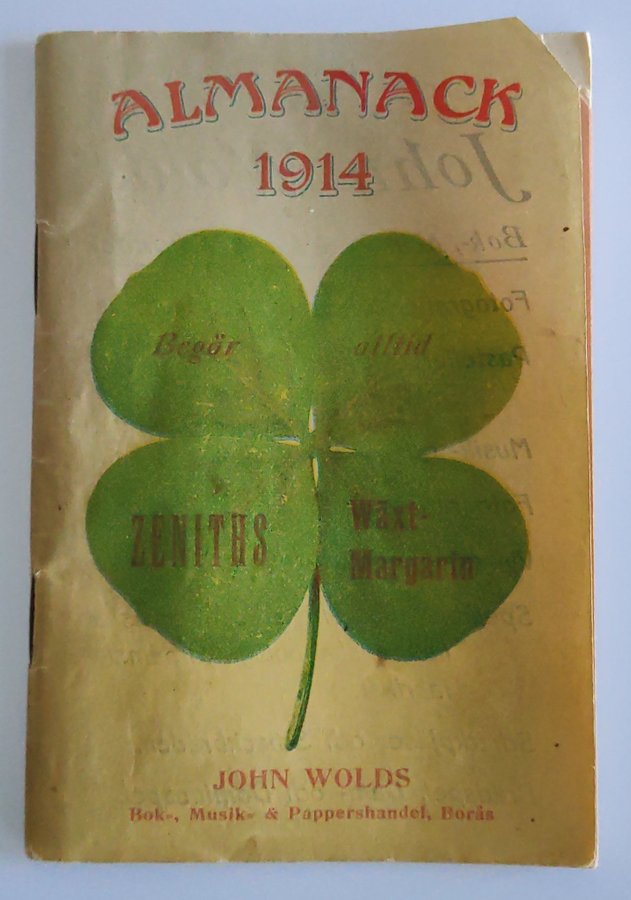 ALMANACK
1914
Begär alltid
ZENITHS Wäxt-
Margarin
JOHN WOLDS
Bok-, Musik- & Pappershandel, Borås